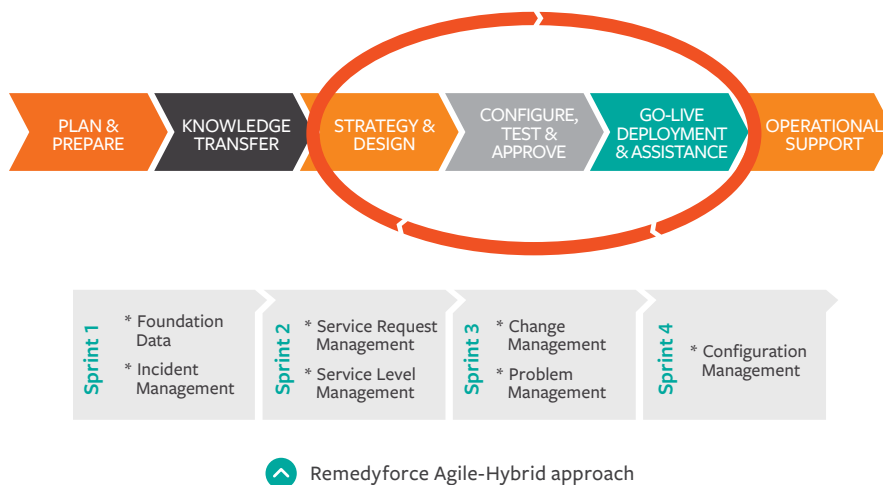 PLAN &
PREPARE
KNOWLEDGE
TRANSFER
STRATEGY &
DESIGN
CONFIGURE,
TEST &
APPROVE
GO-LIVE
DEPLOYMENT
& ASSISTANCE
OPERATIONAL
SUPPORT
Sprint 1
* Foundation
Data
* Incident
Management
Sprint 2
* Service Request
Management
* Service Level
Management
Sprint 3
* Change
Management
* Problem
Management
Sprint 4
* Configuration
Management
Remedyforce Agile-Hybrid approach